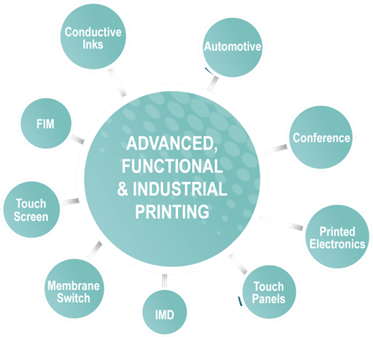 Conductive
Inks
Automotive
FIM
Conference
ADVANCED,
FUNCTIONAL
& INDUSTRIAL
PRINTING
Touch
Screen
Printed
Electronics
Membrane
Switch
Touch
Panels
IMD